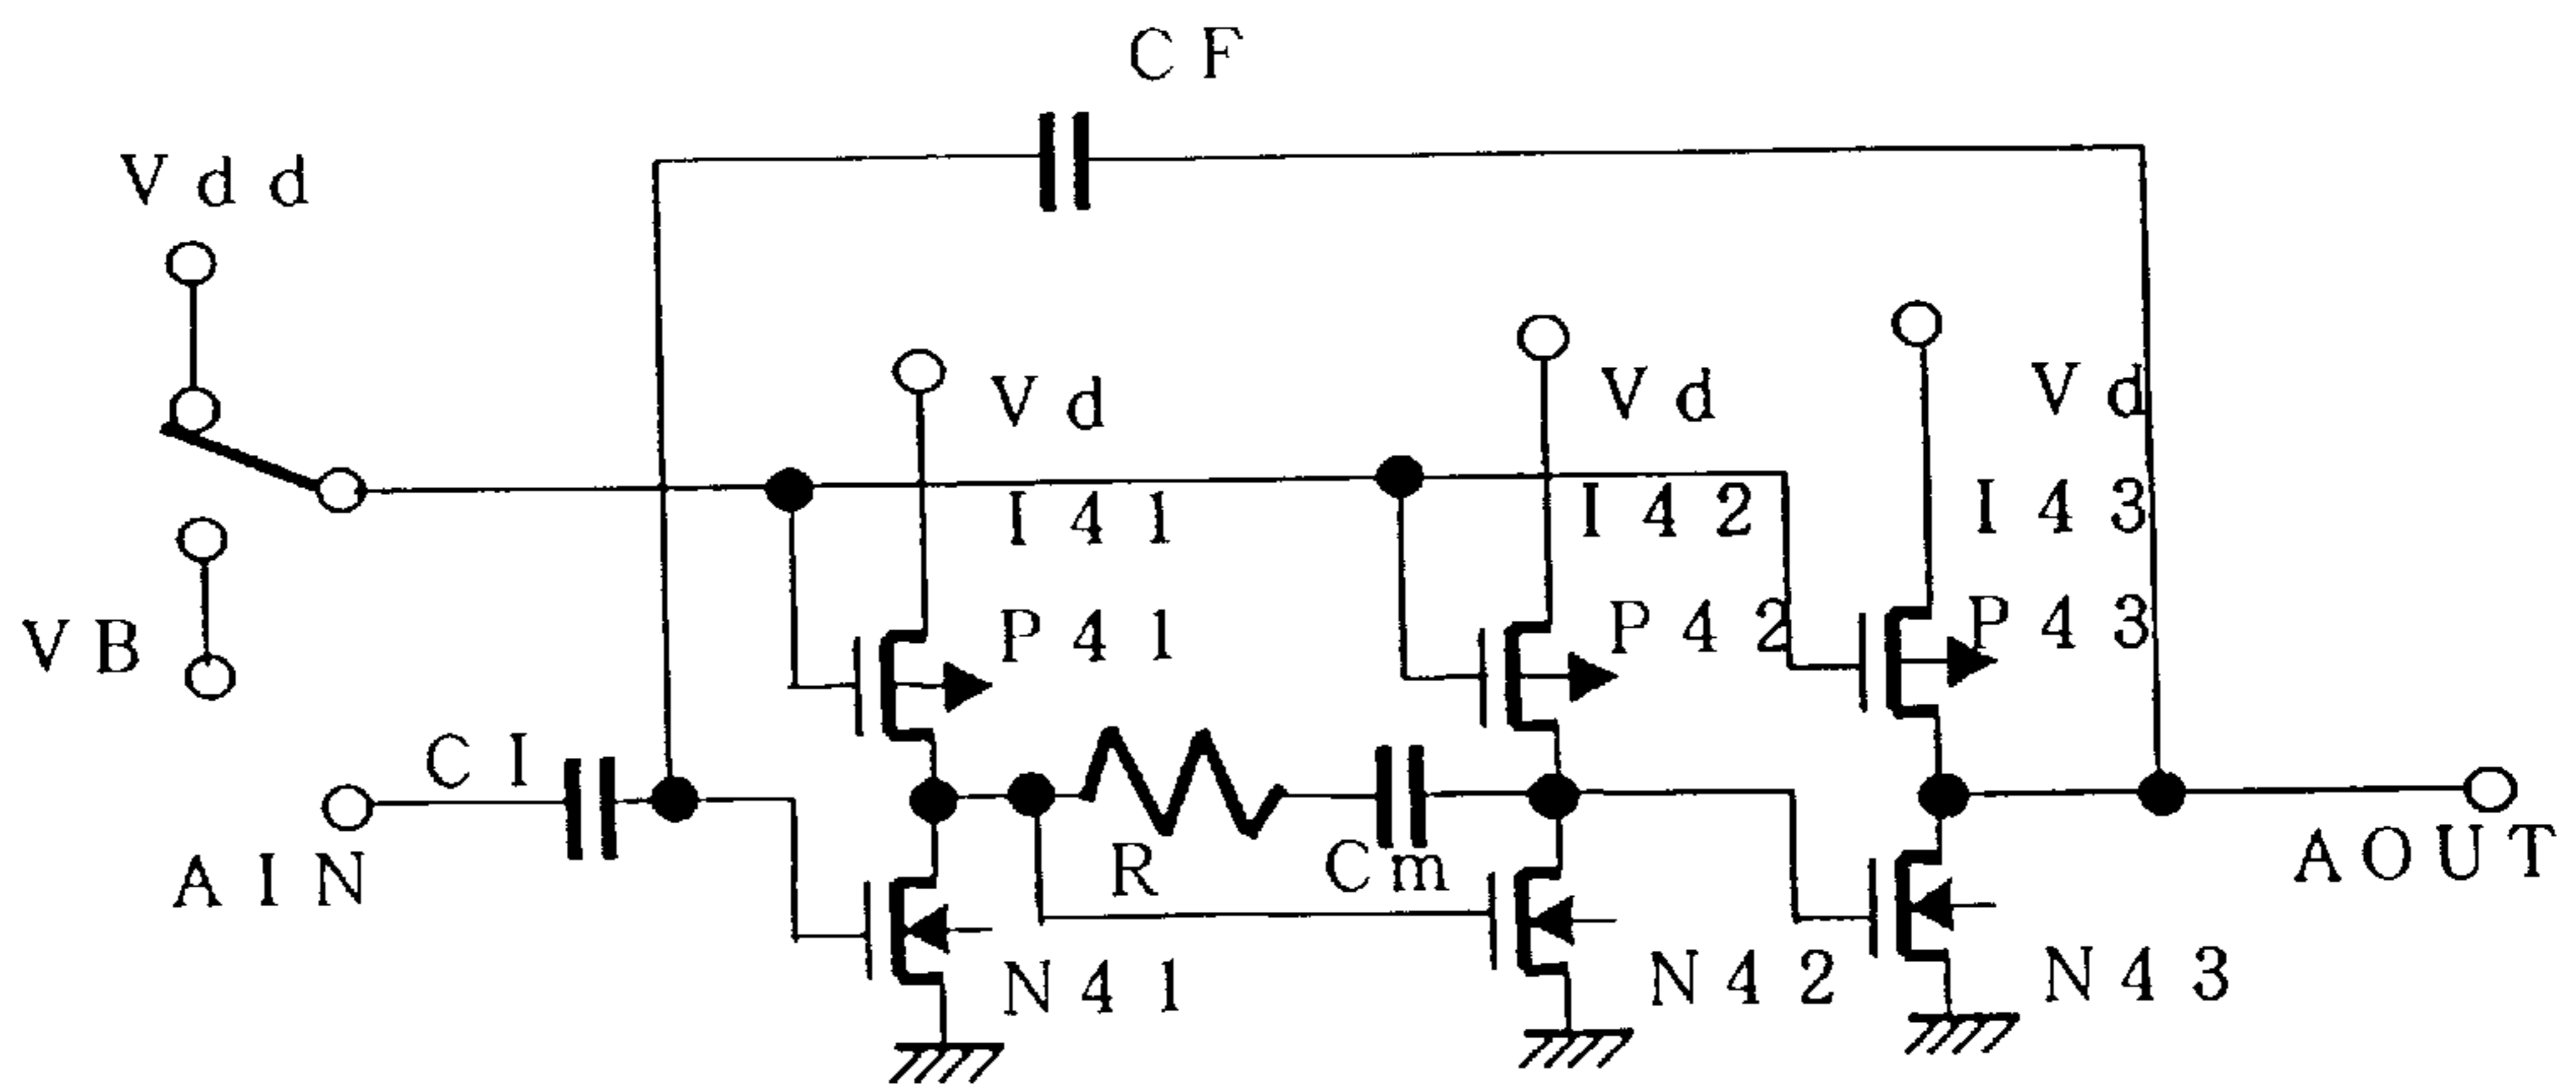 CF
Vdd
Vd Vd Vd
I41 I42 I43
P41 P42 P43
VB
CI
R Cm
AIN AOUT
N41 N42 N43